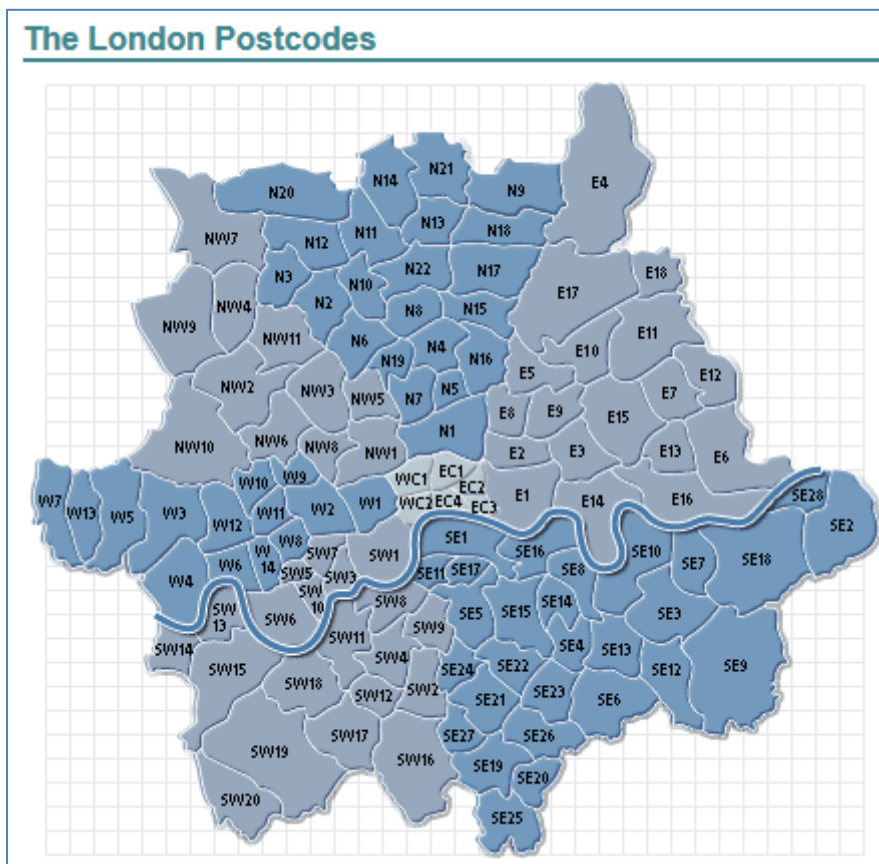 The London Postcodes
E4
N14 N21
N20 N9
NW7 N12 N11 N13 N18
N3 N10 N22 N17 E18
E17
NW9 NW4 N2 N8 N15
NW11 N6 N4 E11
N19 N16 E10
NW2 NW3 NW5 N7 N5 E5 E7 E12
E8 E9 E15
NW10 NW6 NW8 NW1 N1 E2 E3 E13 E6
W10 W9 WC1 EC1
EC2
W7 W13 W5 W3 W12 W11 W2 W1 WC2 EC4 EC3 E1 E14 E16 SE28 SE2
W8
W4 W6 W
14
SW7 SW1 SE1 SE16 SE10 SE7 SE18
SW5 SW3 SE11 SE17 SE8
SW
13
SW
10
SW6 SW8 SE5 SE15 SE14 SE3
SW14 SW11 SW9 SE4 SE13
SW15 SW18 SW4 SE24 SE22 SE12 SE9
SW12 SW2 SE21 SE23 SE6
SW19 SW17 SE27 SE26
SW16 SE19 SE20
SW20 SE25